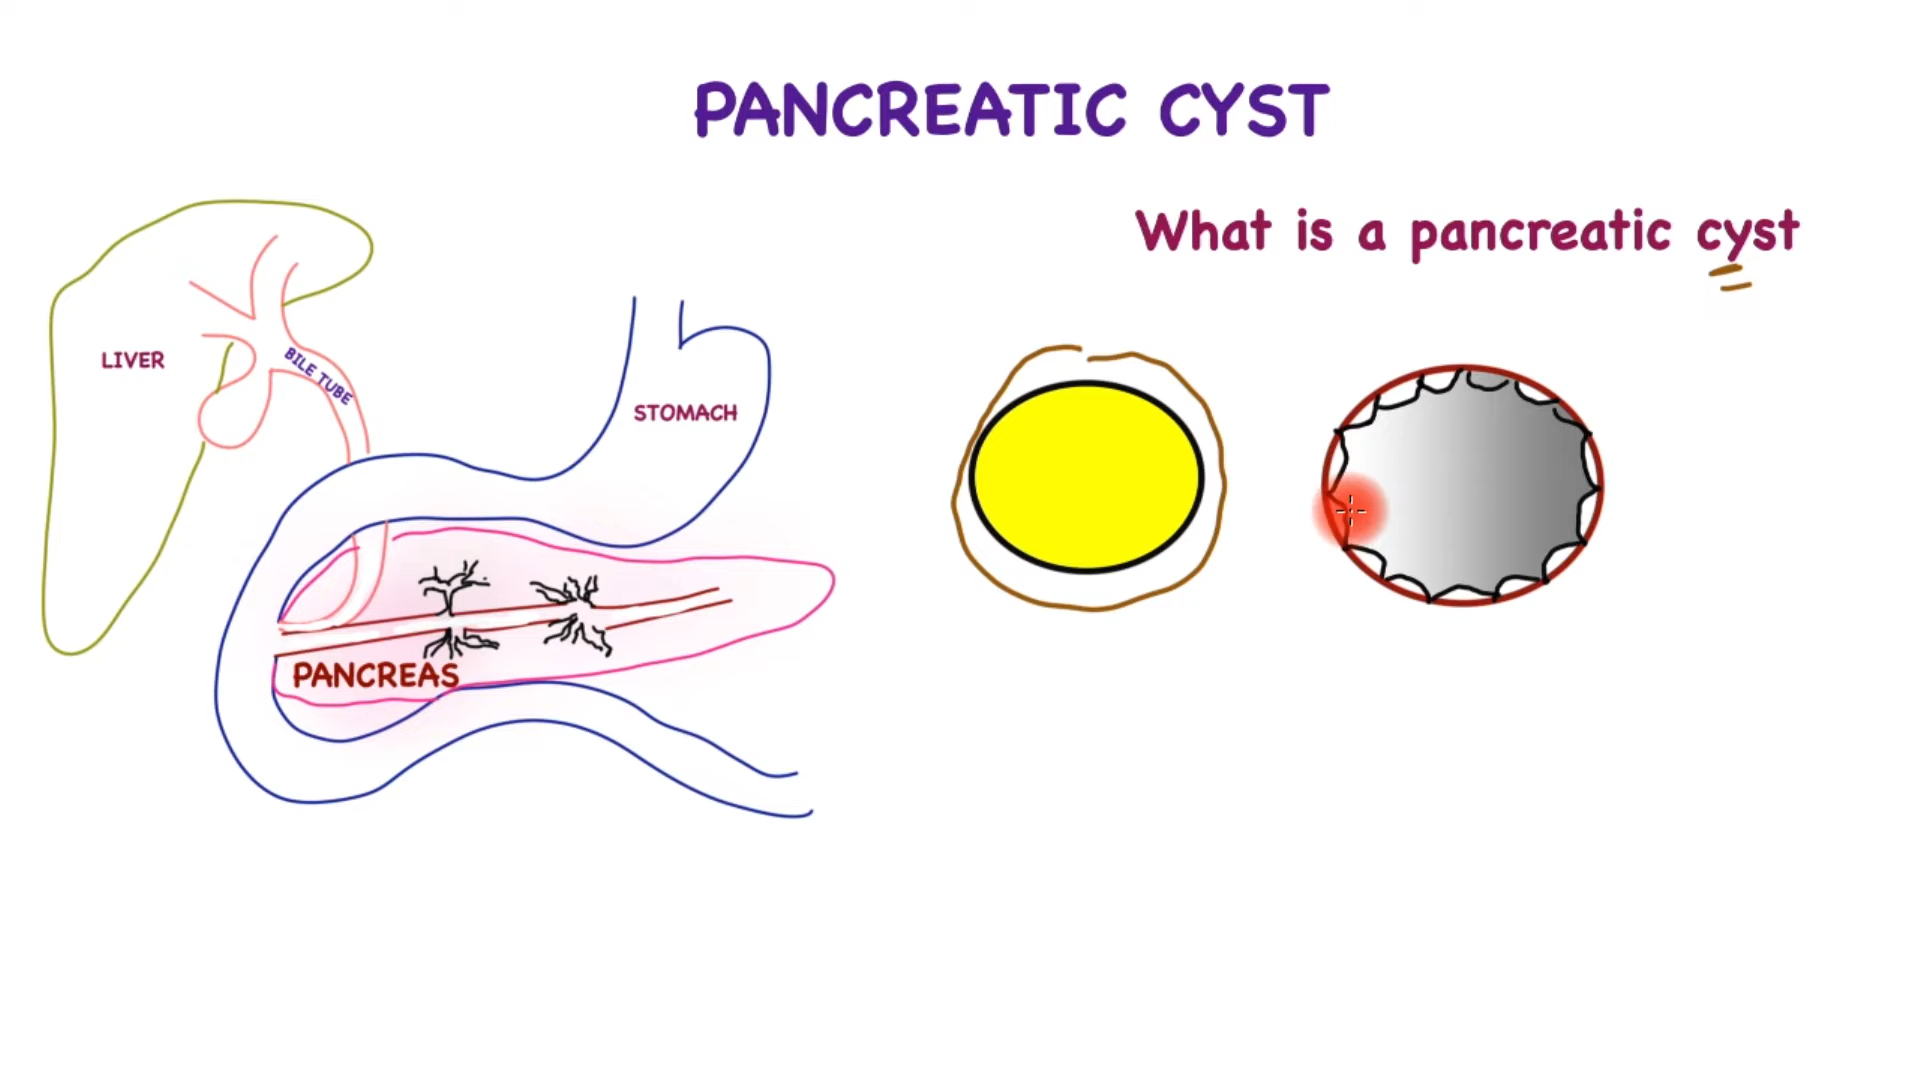 PANCREATIC CYST
What is a pancreatic cyst
LIVER
BILE TUBE
STOMACH
PANCREAS